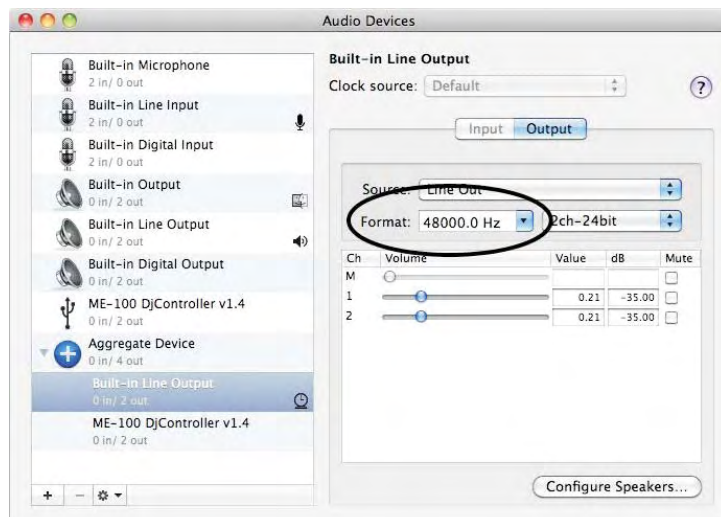 Audio Devices
Built-in Microphone
2 in/ 0 out
Built-in Line Input
2 in/ 0 out
Built-in Digital Input
2 in/ 0 out
Built-in Output
0 in/ 2 out
Built-in Line Output
0 in/ 2 out
Built-in Digital Output
0 in/ 2 out
ME-100 DjController v1.4
0 in/ 2 out
Aggregate Device
0 in/ 4 out
Built-in Line Output
0 in/ 2 out
ME-100 DjController v1.4
0 in/ 2 out
+ −
Built-in Line Output
Clock source: Default
?
Input Output
Source: Line Out
Format: 48000.0 Hz 2ch-24bit
Ch Volume Value dB Mute
M
1 0.21 -35.00
2 0.21 -35.00
Configure Speakers...